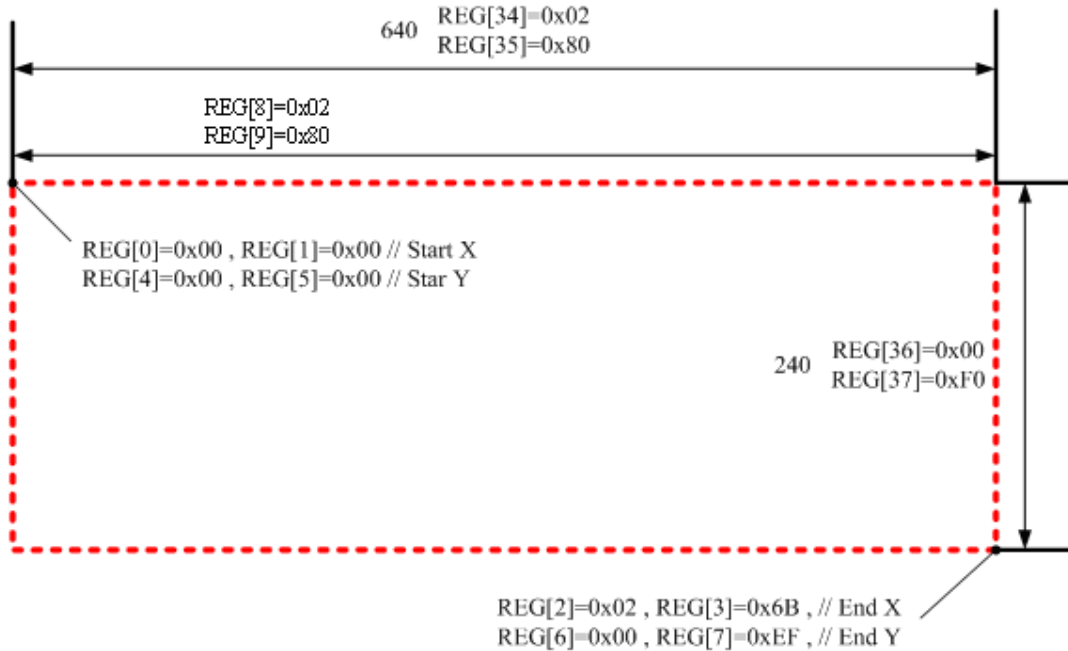 640
REG[34]=0x02
REG[35]=0x80
REG[8]=0x02
REG[9]=0x80
REG[0]=0x00 , REG[1]=0x00 // Start X
REG[4]=0x00 , REG[5]=0x00 // Star Y
240
REG[36]=0x00
REG[37]=0xF0
REG[2]=0x02 , REG[3]=0x6B , // End X
REG[6]=0x00 , REG[7]=0xEF , // End Y